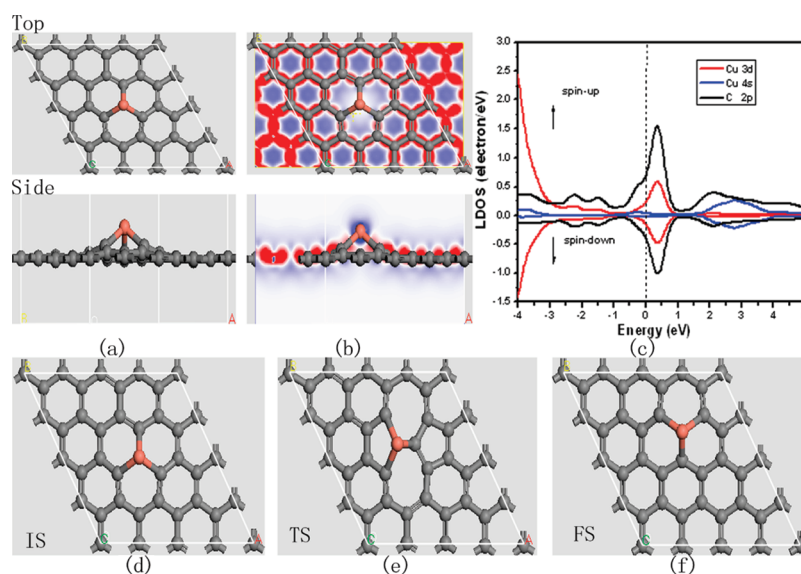 Top
Side
A
A
(a)
(b)
3.0
2.5
2.0
1.5
1.0
0.5
0.0
-0.5
-1.0
-1.5
LDOS (electron/eV)
spin-up
spin-down
Cu 3d
Cu 4s
C 2p
-4 -3 -2 -1 0 1 2 3 4 5
Energy (eV)
(c)
IS
A
(d)
TS
A
(e)
FS
(f)